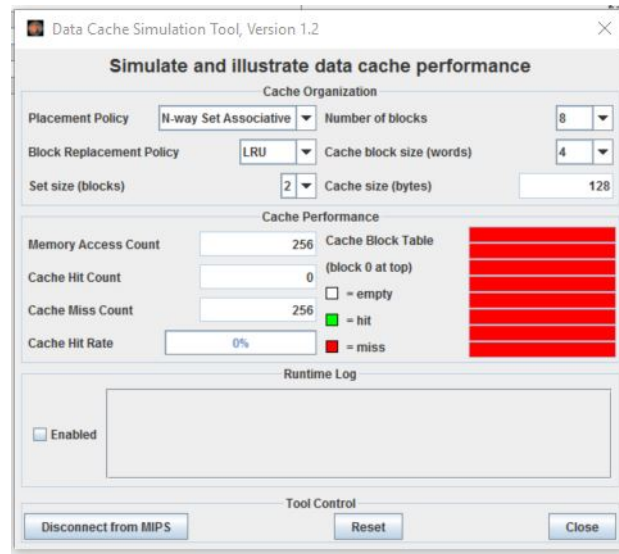 Data Cache Simulation Tool, Version 1.2
Simulate and illustrate data cache performance
Cache Organization
Placement Policy N-way Set Associative Number of blocks 8
Block Replacement Policy LRU Cache block size (words) 4
Set size (blocks) 2 Cache size (bytes) 128
Cache Performance
Memory Access Count 256 Cache Block Table
Cache Hit Count 0 (block 0 at top)
= empty
Cache Miss Count 256 = hit
Cache Hit Rate 0% = miss
Runtime Log
Enabled
Tool Control
Disconnect from MIPS Reset Close